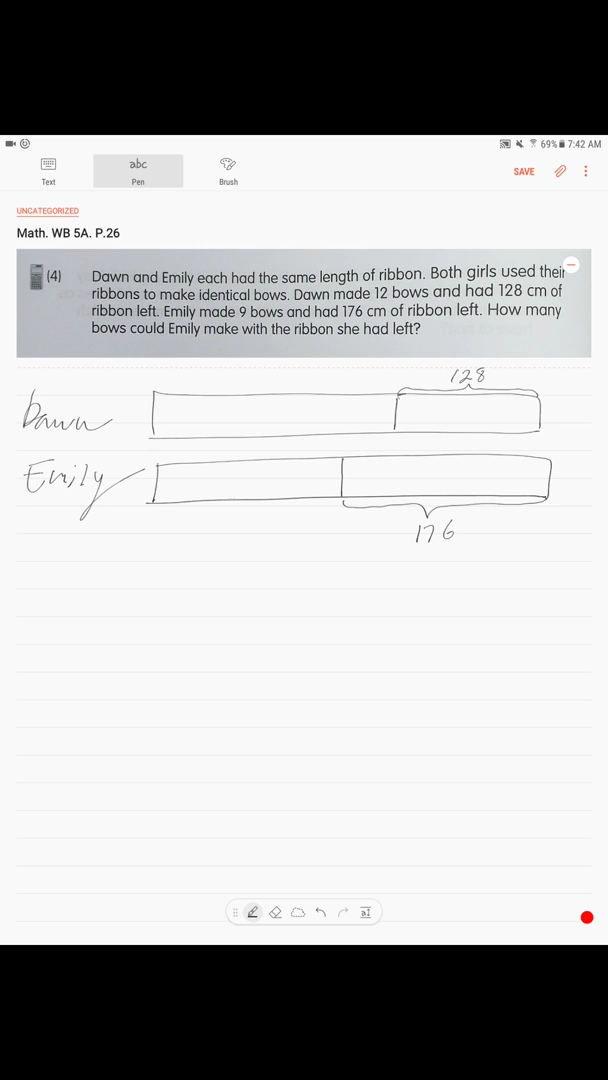 69% 7:42 AM
Text
abc
Pen
Brush
SAVE
UNCATEGORIZED
Math. WB 5A. P.26
(4) Dawn and Emily each had the same length of ribbon. Both girls used their
ribbons to make identical bows. Dawn made 12 bows and had 128 cm of
ribbon left. Emily made 9 bows and had 176 cm of ribbon left. How many
bows could Emily make with the ribbon she had left?
128
Dawn
Emily
176